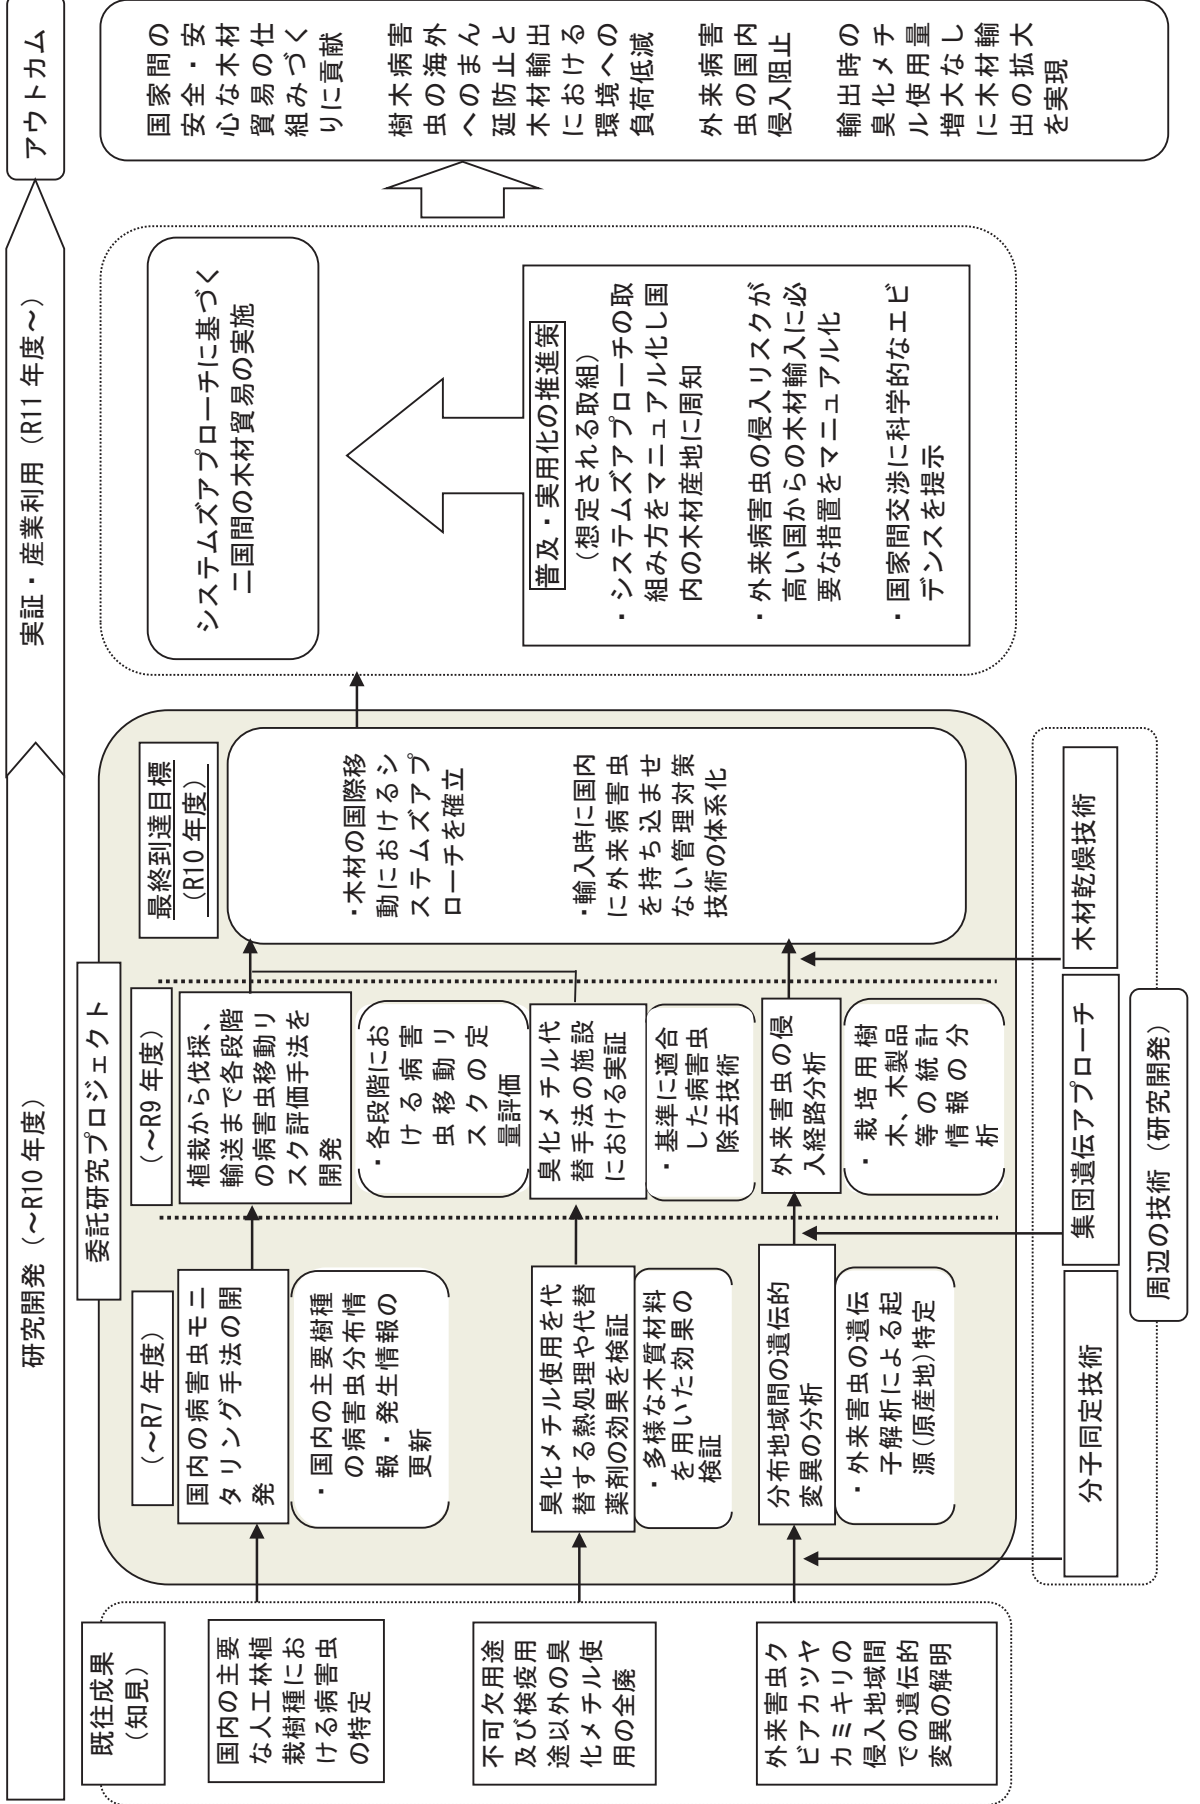 研究開発（～R10年度）
実証・産業利用（R11年度～）
アウトカム
既往成果
（知見）
国内の主要
な人工林植
栽樹種にお
ける病害虫
の特定
不可欠用途
及び検疫用
途以外の臭
化メチル使
用の全廃
外来害虫ク
ビアカツヤ
カミキリの
侵入地域間
での遺伝的
変異の解明
委託研究プロジェクト
（～R7年度）
国内の病害虫モニ
タリング手法の開
発
・国内の主要樹種
の病害虫分布情
報・発生情報の
更新
臭化メチル使用を代
替する熱処理や代替
薬剤の効果を検証
・多様な木質材料
を用いた効果の
検証
分布地域間の遺伝的
変異の分析
・外来害虫の遺伝
子解析による起
源(原産地)特定
（～R9年度）
植栽から伐採、
輸送まで各段階
の病害虫移動リ
スク評価手法を
開発
・各段階にお
ける病害
虫移動リ
スクの定
量評価
臭化メチル代
替手法の施設
における実証
・基準に適合
した病害虫
除去技術
外来害虫の侵
入経路分析
・栽培用樹
木、木製品
等の統計
情報の分
析
最終到達目標
（R10年度）
・木材の国際移
動におけるシ
ステムズアプ
ローチを確立
・輸入時に国内
に外来病害虫
を持ち込ませ
ない管理対策
技術の体系化
分子同定技術
集団遺伝アプローチ
木材乾燥技術
周辺の技術（研究開発）
システムズアプローチに基づく
二国間の木材貿易の実施
普及・実用化の推進策
（想定される取組）
・システムズアプローチの取
組み方をマニュアル化し国
内の木材産地に周知
・外来病害虫の侵入リスクが
高い国からの木材輸入に必
要な措置をマニュアル化
・国家間交渉に科学的なエビ
デンスを提示
国家間の
安全・安
心な木材
貿易の仕
組みづく
りに貢献
樹木病害
虫の海外
へのまん
延防止と
木材輸出
における
環境への
負荷低減
外来病害
虫の国内
侵入阻止
輸出時の
臭化メチ
ル使用量
増大なし
に木材輸
出の拡大
を実現